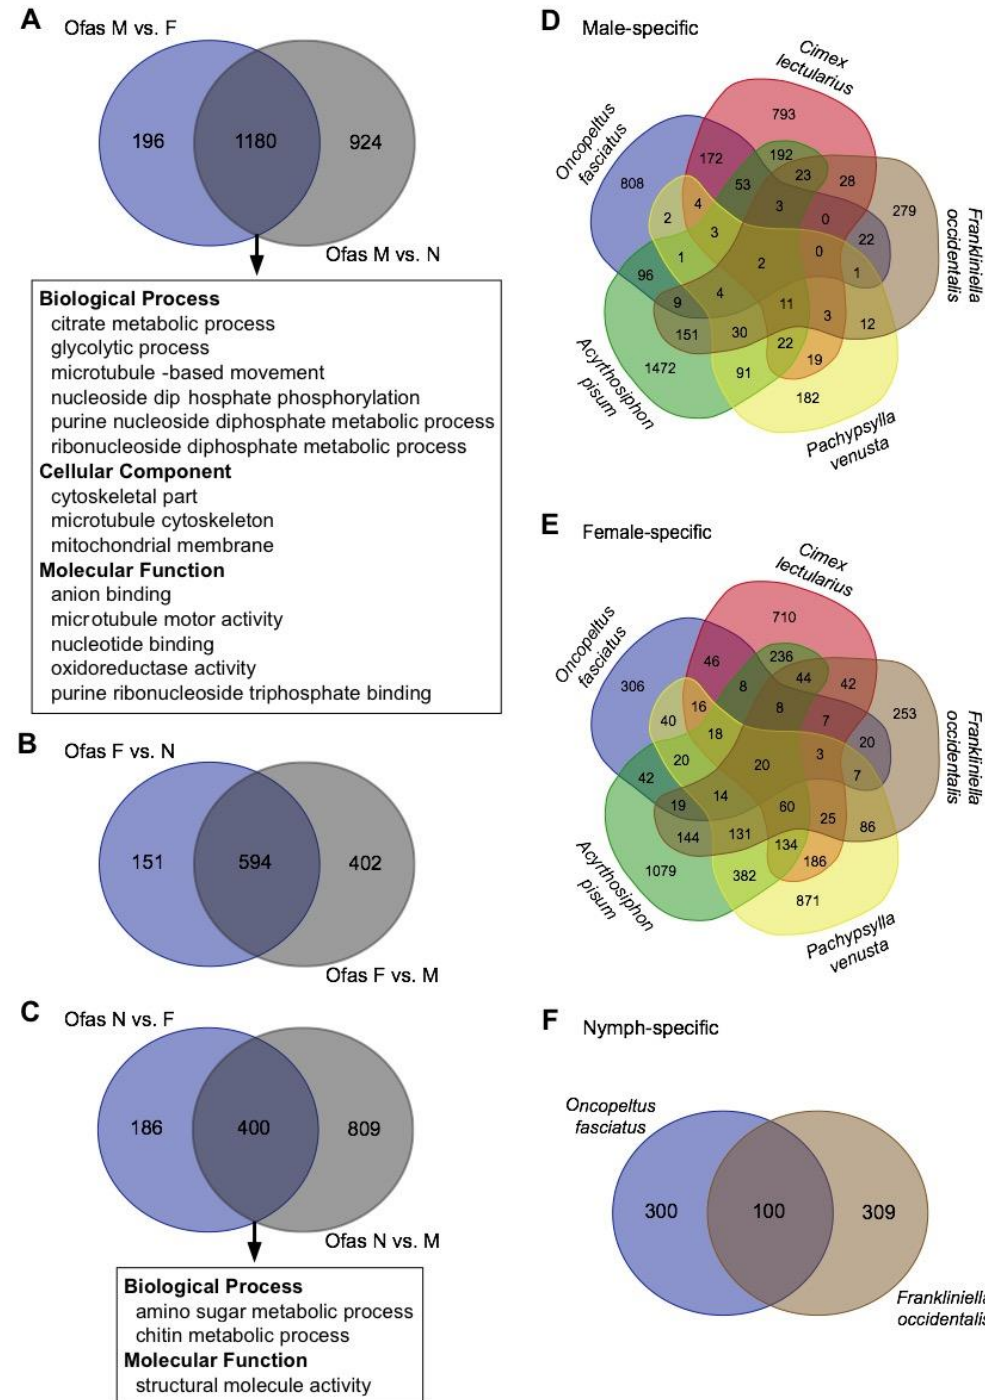 A
Ofas M vs. F
196
1180
924
Ofas M vs. N
Biological Process
citrate metabolic process
glycolytic process
microtubule -based movement
nucleoside dip hosphate phosphorylation
purine nucleoside diphosphate metabolic process
ribonucleoside diphosphate metabolic process
Cellular Component
cytoskeletal part
microtubule cytoskeleton
mitochondrial membrane
Molecular Function
anion binding
microtubule motor activity
nucleotide binding
oxidoreductase activity
purine ribonucleoside triphosphate binding
B
Ofas F vs. N
151
594
402
Ofas F vs. M
C
Ofas N vs. F
186
400
809
Ofas N vs. M
Biological Process
amino sugar metabolic process
chitin metabolic process
Molecular Function
structural molecule activity
D
Male-specific
Cimex
lectularius
Oncopeltus
fasciatus
Frankliniella
occidentalis
Acyrthosiphon
pisum
Pachypsylla
venusta
793
172
192
23
28
808
53
279
4
3
2
0
3
22
1
0
2
1
96
4
9
11
3
12
151
30
22
1472
91
19
182
E
Female-specific
Cimex
lectularius
Oncopeltus
fasciatus
Frankliniella
occidentalis
Acyrthosiphon
pisum
Pachypsylla
venusta
710
46
236
44
42
306
8
253
16
8
40
7
18
20
20
3
20
7
42
14
19
60
25
86
144
131
134
1079
382
186
871
F
Nymph-specific
Oncopeltus
fasciatus
300
100
309
Frankliniella
occidentalis